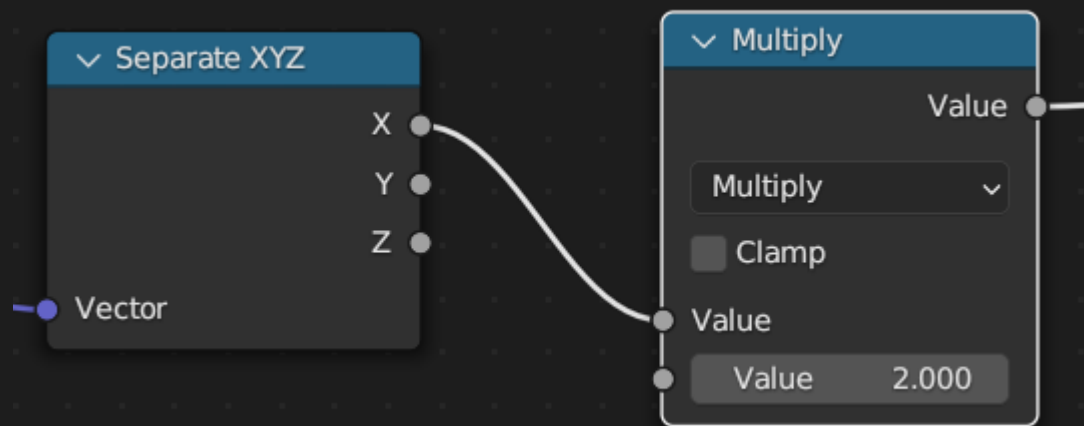 Separate XYZ
X
Y
Z
Vector
Multiply
Value
Multiply
Clamp
Value
Value 2.000